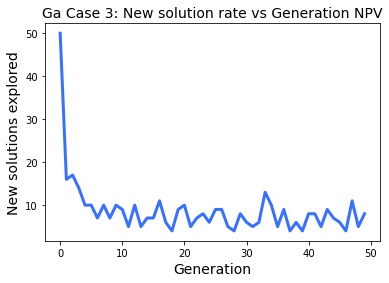 Ga Case 3: New solution rate vs Generation NPV
New solutions explored
50
40
30
20
10
0 10 20 30 40 50
Generation